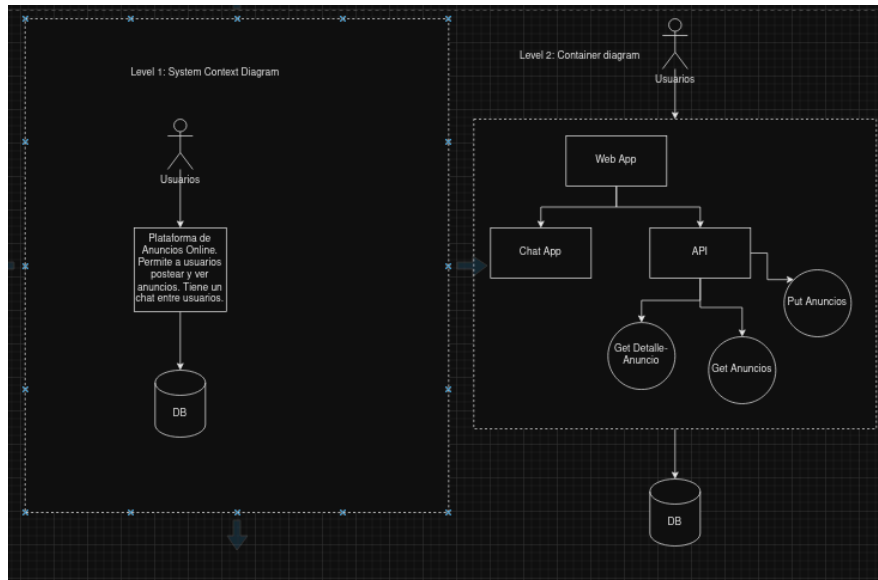 Level 1: System Context Diagram
Usuarios
Plataforma de
Anuncios Online.
Permite a usuarios
postear y ver
anuncios. Tiene un
chat entre usuarios.
DB
Level 2: Container diagram
Usuarios
Web App
Chat App
API
Put Anuncios
Get Detalle-
Anuncio
Get Anuncios
DB